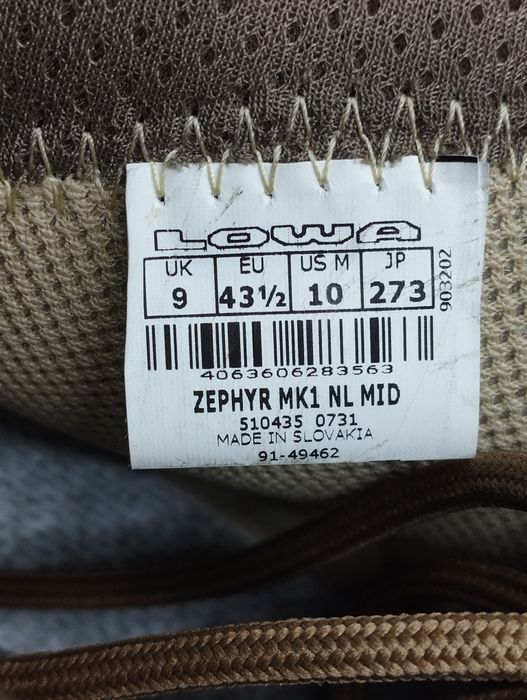 LOWA
UK EU US M JP
9 43½ 10 273
903202
4063606283563
ZEPHYR MK1 NL MID
510435 0731
MADE IN SLOVAKIA
91-49462